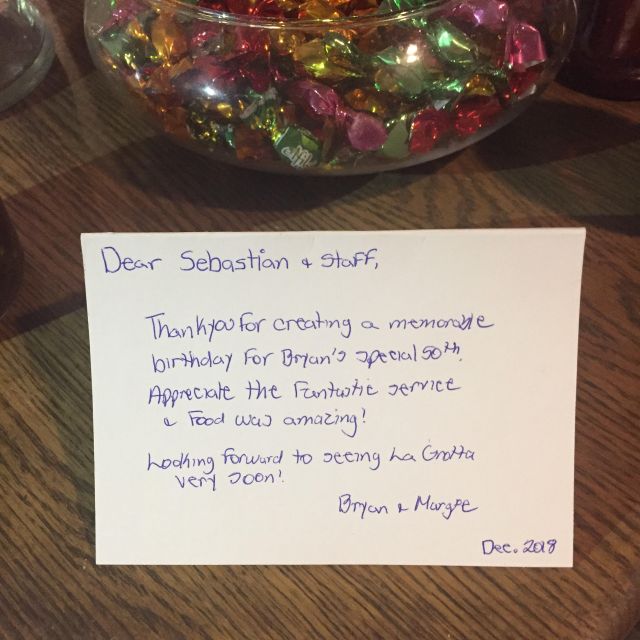 Dear Sebastian & staff,
Thankyou for creating a memorable
birthday for Bryan's special 50th.
Appreciate the Fantastic service
& Food was amazing!
Looking forward to seeing La Grotta
very soon!
Bryan & Margie
Dec. 2018